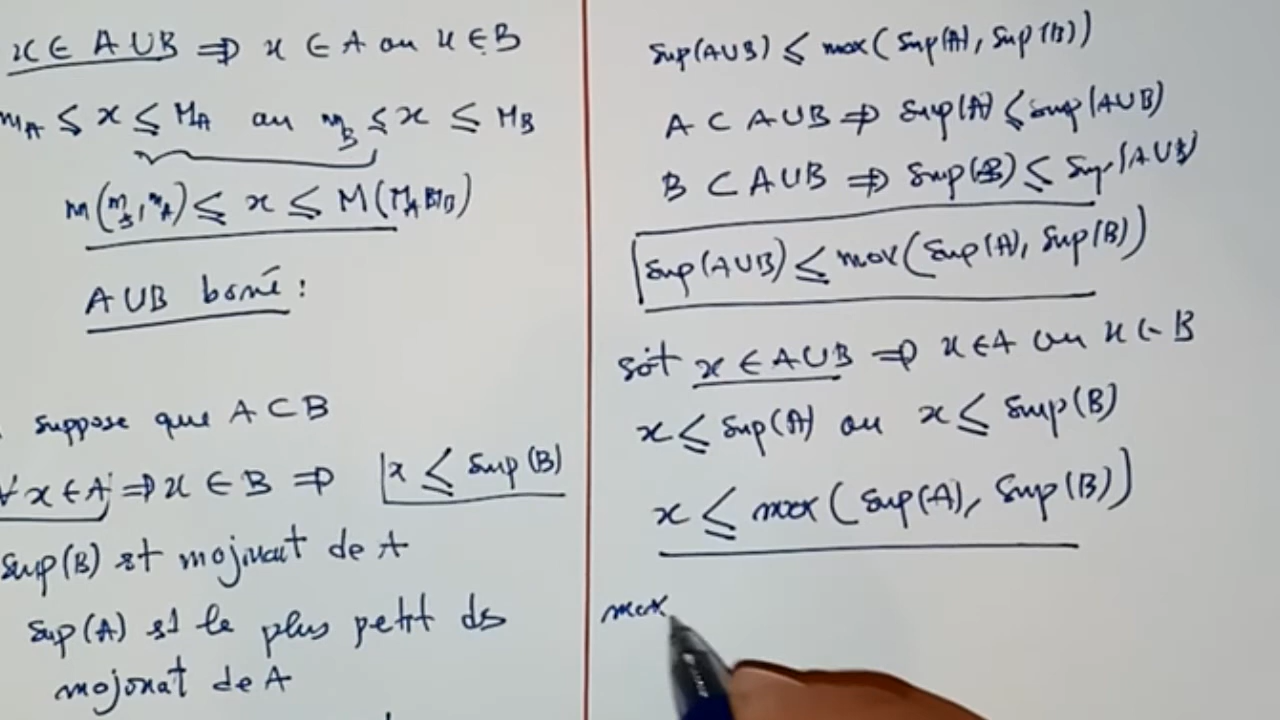 x ∈ A ∪ B ⇒ x ∈ A ou x ∈ B
m_A ≤ x ≤ M_A ou m_B ≤ x ≤ M_B
m(m_B, m_A) ≤ x ≤ M(M_A, M_B)
A ∪ B borné :
suppose que A ⊂ B
∀ x ∈ A ⇒ x ∈ B ⇒ x ≤ Sup(B)
Sup(B) est majorant de A
Sup(A) est le plus petit ds
majorant de A
Sup(A∪B) ≤ max(Sup(A), Sup(B))
A ⊂ A ∪ B ⇒ Sup(A) ≤ Sup(A∪B)
B ⊂ A ∪ B ⇒ Sup(B) ≤ Sup(A∪B)
Sup(A∪B) ≤ max(Sup(A), Sup(B))
soit x ∈ A ∪ B ⇒ x ∈ A ou x ∈ B
x ≤ Sup(A) ou x ≤ Sup(B)
x ≤ max(Sup(A), Sup(B))
max